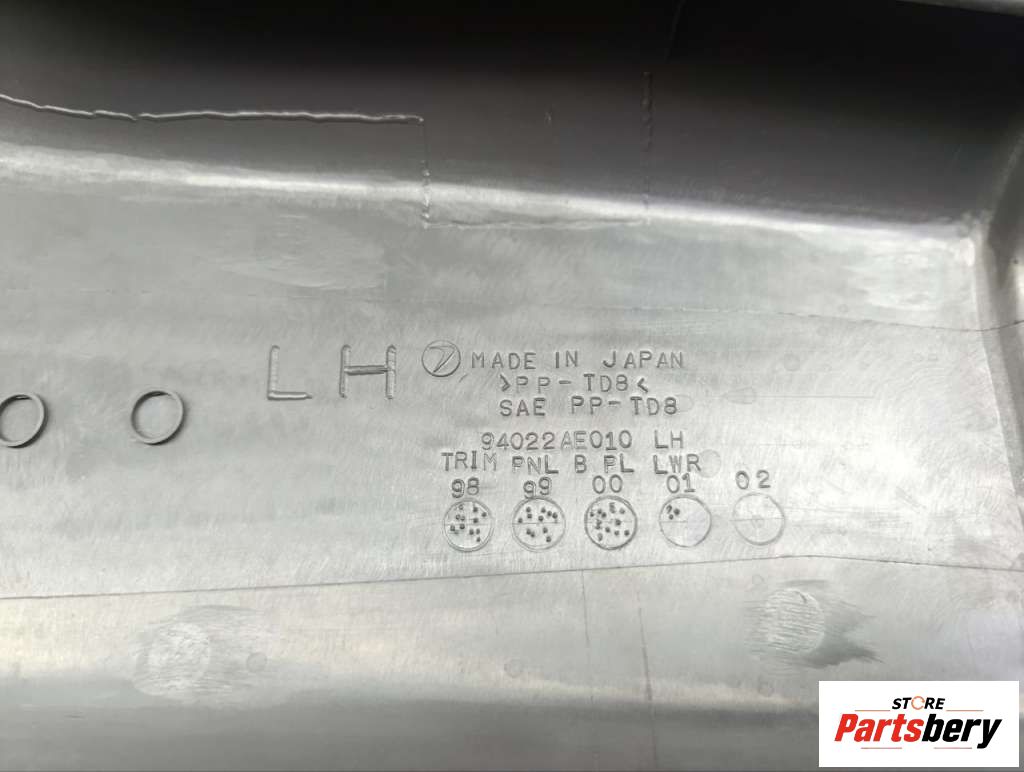 LH
MADE IN JAPAN
>PP-TD8<
SAE PP-TD8
94022AE010 LH
TRIM PNL B PL LWR
98 99 00 01 02
STORE
Partsbery